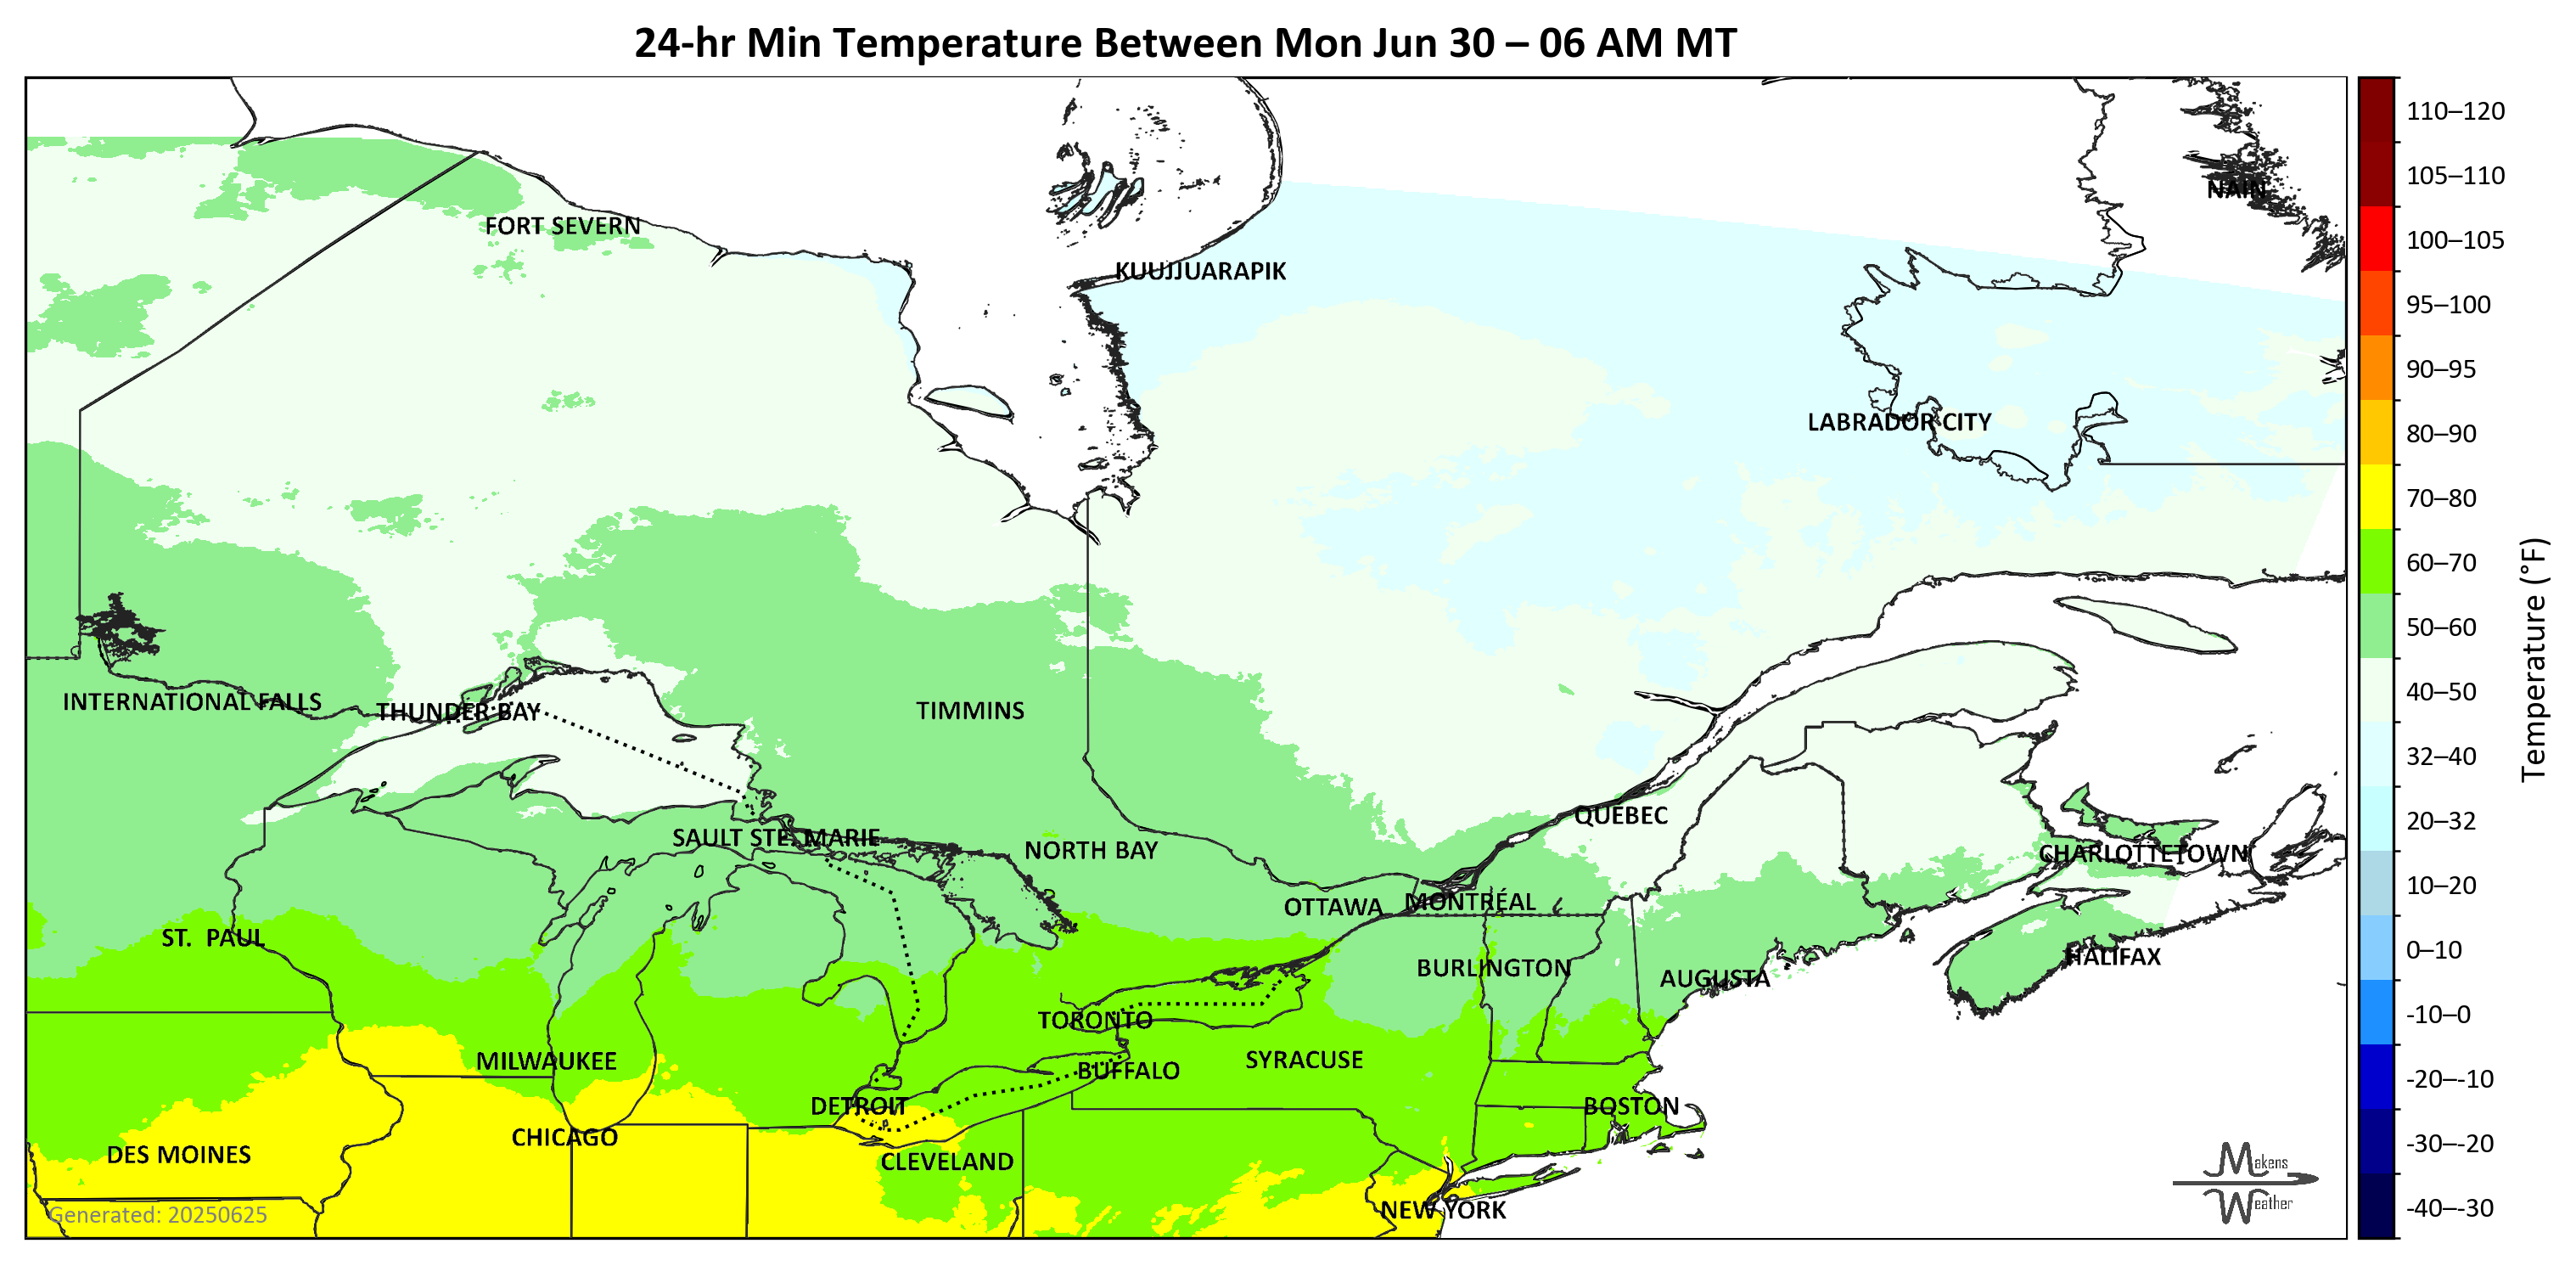 24-hr Min Temperature Between Mon Jun 30 – 06 AM MT
110–120
105–110
NAIN
FORT SEVERN
100–105
KUUJJUARAPIK
95–100
90–95
LABRADOR CITY
80–90
70–80
60–70
50–60
Temperature (°F)
40–50
INTERNATIONAL FALLS
THUNDER BAY
TIMMINS
32–40
QUÉBEC
20–32
SAULT STE. MARIE
NORTH BAY
CHARLOTTETOWN
10–20
OTTAWA
MONTRÉAL
ST. PAUL
0–10
HALIFAX
BURLINGTON
AUGUSTA
-10–0
TORONTO
MILWAUKEE
SYRACUSE
BUFFALO
-20–-10
DETROIT
BOSTON
CHICAGO
-30–-20
DES MOINES
CLEVELAND
Makens
Weather
-40–-30
NEW YORK
Generated: 20250625